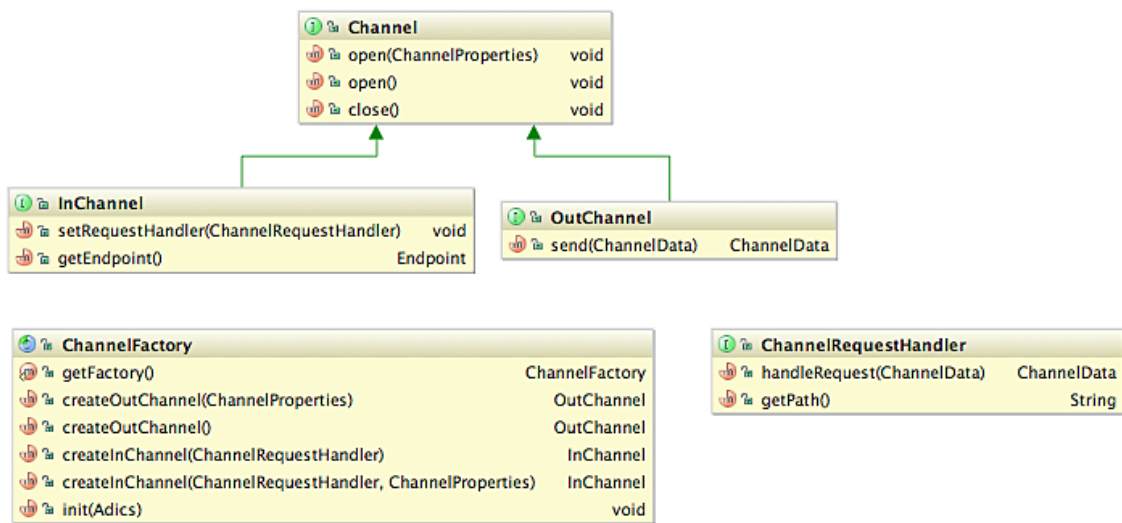 Channel
open(ChannelProperties) void
open() void
close() void
InChannel
setRequestHandler(ChannelRequestHandler) void
getEndpoint() Endpoint
OutChannel
send(ChannelData) ChannelData
ChannelFactory
getFactory() ChannelFactory
createOutChannel(ChannelProperties) OutChannel
createOutChannel() OutChannel
createInChannel(ChannelRequestHandler) InChannel
createInChannel(ChannelRequestHandler, ChannelProperties) InChannel
init(Adics) void
ChannelRequestHandler
handleRequest(ChannelData) ChannelData
getPath() String